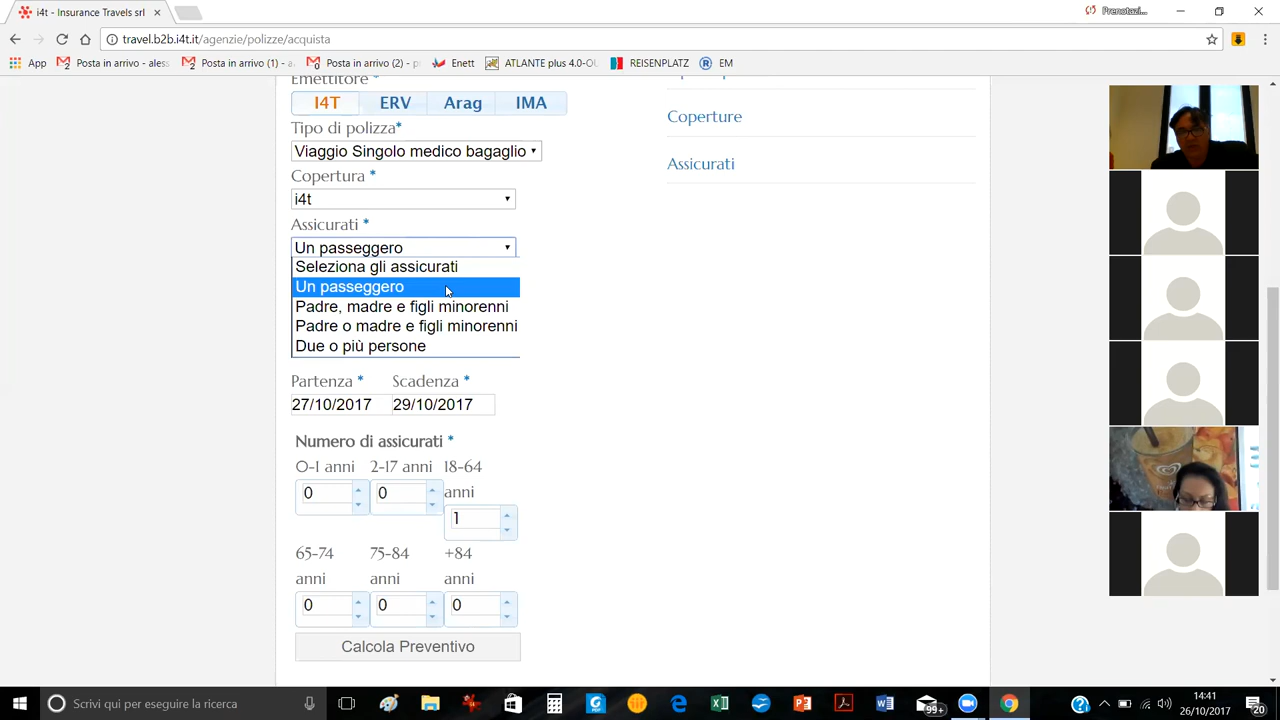 i4t - Insurance Travels srl
Prenotazi...
travel.b2b.i4t.it/agenzie/polizze/acquista
App
Posta in arrivo - aless
Posta in arrivo (1) - a
Posta in arrivo (2) - p
Enett
ATLANTE plus 4.0-OU
REISENPLATZ
EM
Emettitore *
I4T ERV Arag IMA
Tipo di polizza*
Viaggio Singolo medico bagaglio
Copertura *
i4t
Assicurati *
Un passeggero
Seleziona gli assicurati
Un passeggero
Padre, madre e figli minorenni
Padre o madre e figli minorenni
Due o più persone
Partenza * Scadenza *
27/10/2017 29/10/2017
Numero di assicurati *
0-1 anni 2-17 anni 18-64
anni
0 0
1
65-74 75-84 +84
anni anni anni
0 0 0
Calcola Preventivo
Coperture
Assicurati
Scrivi qui per eseguire la ricerca
99+
14:41
26/10/2017
20